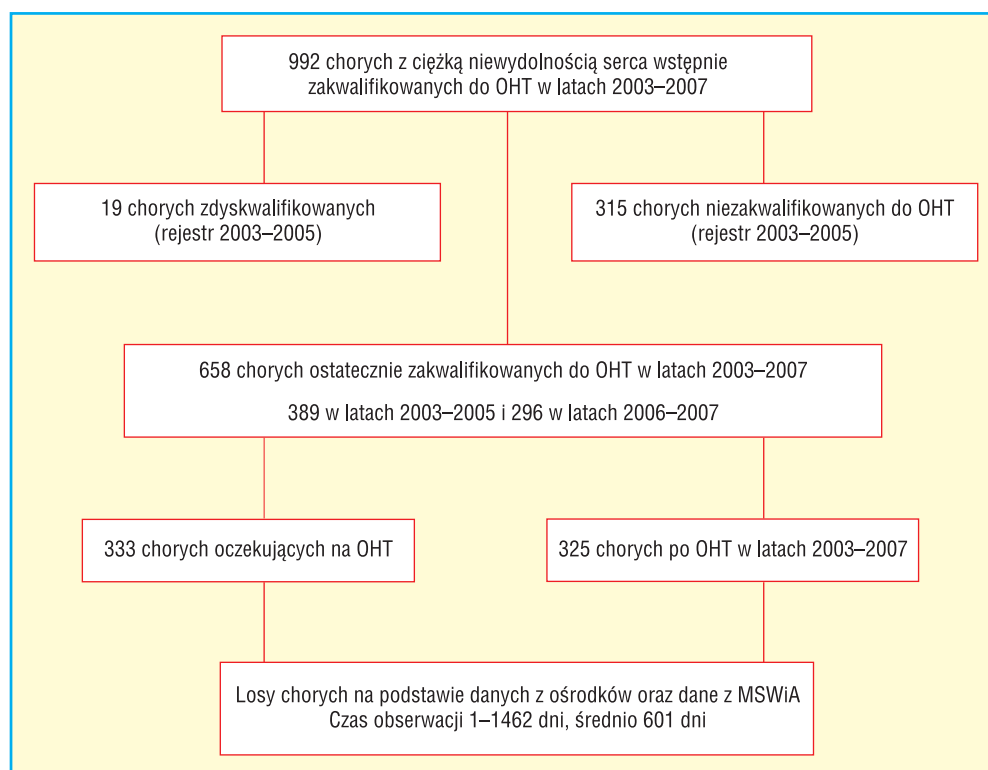 992 chorych z ciężką niewydolnością serca wstępnie
zakwalifikowanych do OHT w latach 2003–2007
19 chorych zdyskwalifikowanych
(rejestr 2003–2005)
315 chorych niezakwalifikowanych do OHT
(rejestr 2003–2005)
658 chorych ostatecznie zakwalifikowanych do OHT w latach 2003–2007
389 w latach 2003–2005 i 296 w latach 2006–2007
333 chorych oczekujących na OHT
325 chorych po OHT w latach 2003–2007
Losy chorych na podstawie danych z ośrodków oraz dane z MSWiA
Czas obserwacji 1–1462 dni, średnio 601 dni